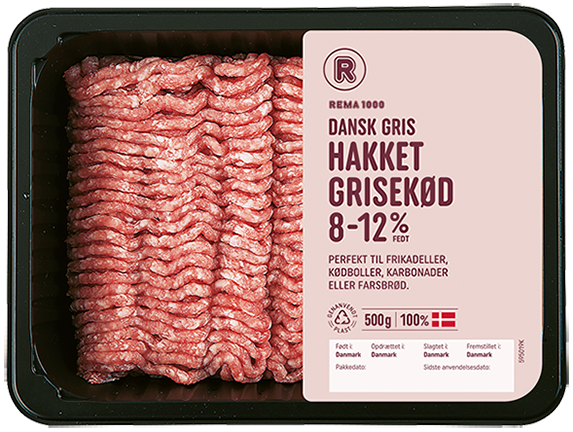 R
REMA 1000
DANSK GRIS
HAKKET
GRISEKØD
8-12%
FEDT
PERFEKT TIL FRIKADELLER,
KØDBOLLER, KARBONADER
ELLER FARSBRØD.
GENANVENDT
PLAST
500g | 100%
Født i: Opdrættet i: Slagtet i: Fremstillet i:
Danmark Danmark Danmark Danmark
Pakkedato: Sidste anvendelsesdato: